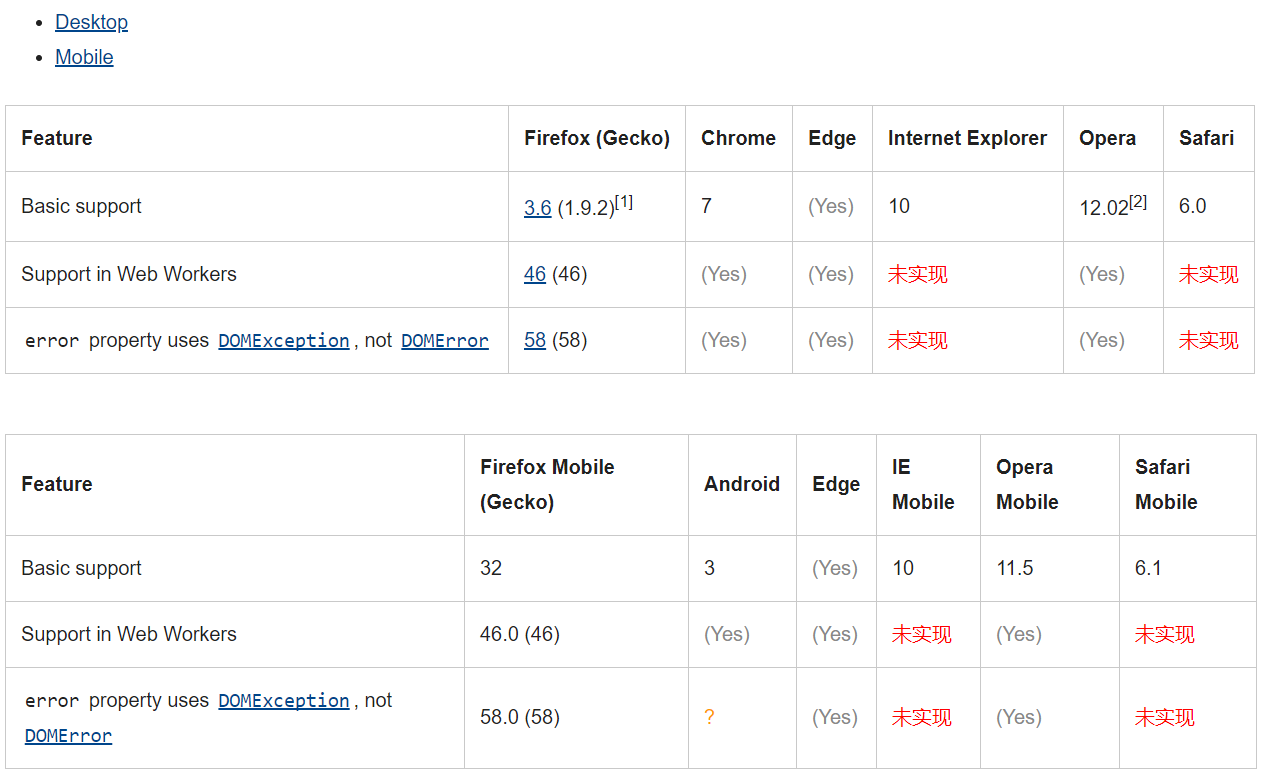 Desktop
Mobile
Feature Firefox (Gecko) Chrome Edge Internet Explorer Opera Safari
Basic support 3.6 (1.9.2)[1] 7 (Yes) 10 12.02[2] 6.0
Support in Web Workers 46 (46) (Yes) (Yes) 未实现 (Yes) 未实现
error property uses DOMException, not DOMError 58 (58) (Yes) (Yes) 未实现 (Yes) 未实现
Feature Firefox Mobile (Gecko) Android Edge IE Mobile Opera Mobile Safari Mobile
Basic support 32 3 (Yes) 10 11.5 6.1
Support in Web Workers 46.0 (46) (Yes) (Yes) 未实现 (Yes) 未实现
error property uses DOMException, not
DOMError 58.0 (58) ? (Yes) 未实现 (Yes) 未实现